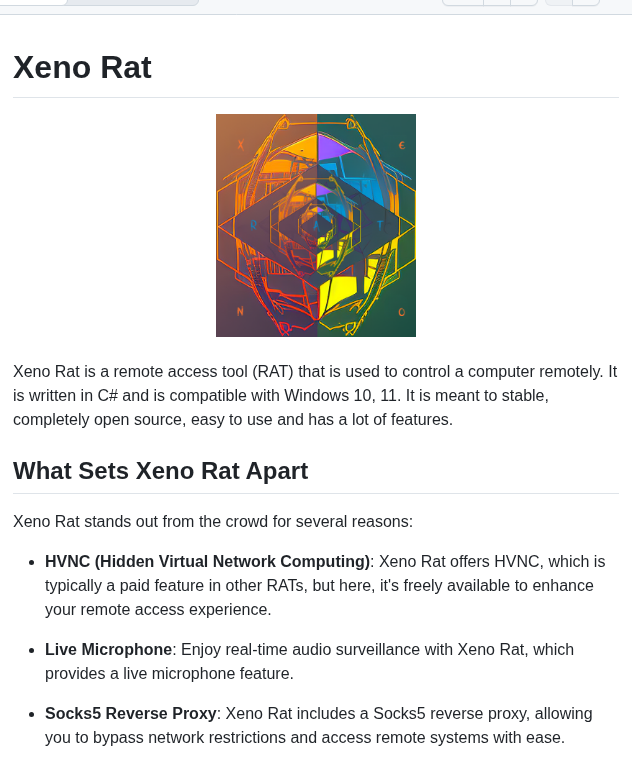 Xeno Rat
X €
R A T
N O
Xeno Rat is a remote access tool (RAT) that is used to control a computer remotely. It
is written in C# and is compatible with Windows 10, 11. It is meant to stable,
completely open source, easy to use and has a lot of features.
What Sets Xeno Rat Apart
Xeno Rat stands out from the crowd for several reasons:
• HVNC (Hidden Virtual Network Computing): Xeno Rat offers HVNC, which is
typically a paid feature in other RATs, but here, it's freely available to enhance
your remote access experience.
• Live Microphone: Enjoy real-time audio surveillance with Xeno Rat, which
provides a live microphone feature.
• Socks5 Reverse Proxy: Xeno Rat includes a Socks5 reverse proxy, allowing
you to bypass network restrictions and access remote systems with ease.